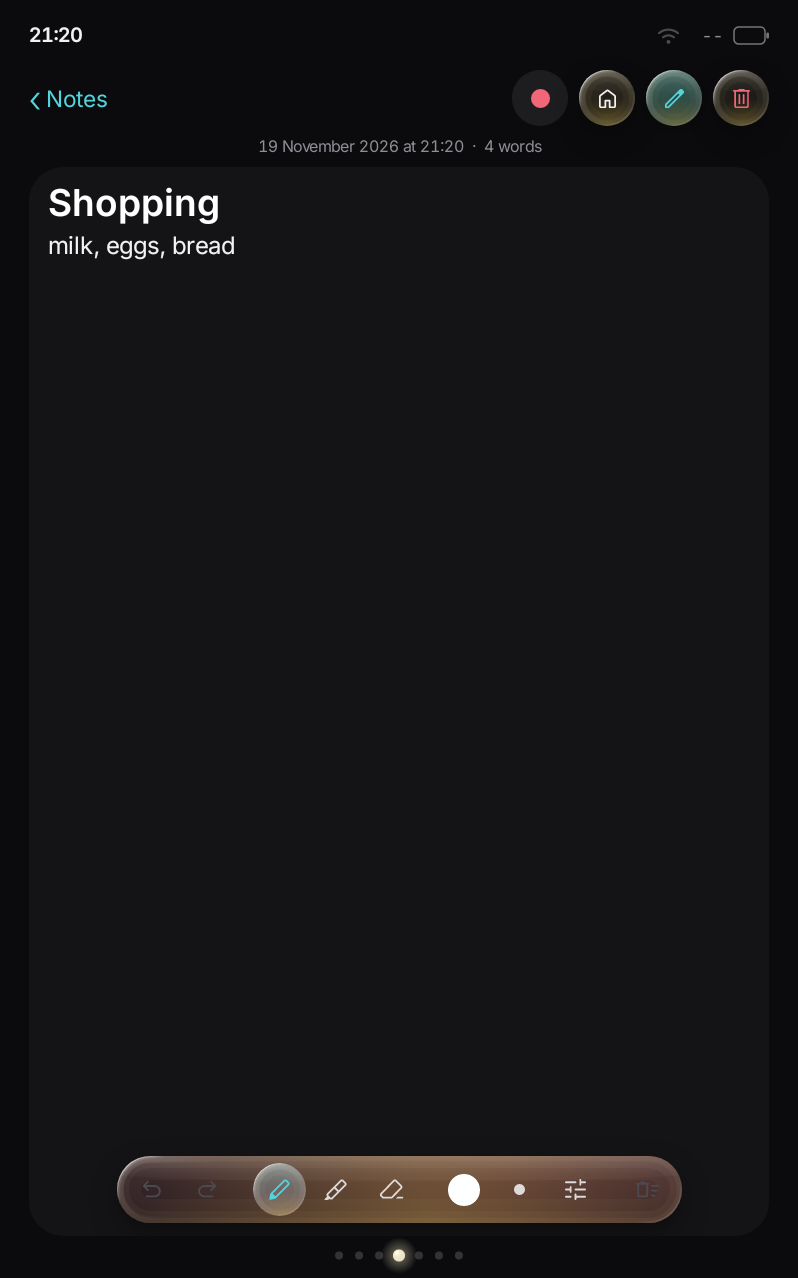 21:20
--
Notes
19 November 2026 at 21:20 · 4 words
Shopping
milk, eggs, bread